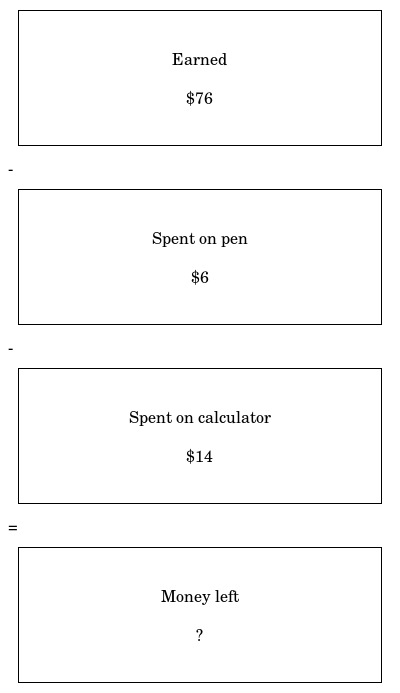 Earned
$76
-
Spent on pen
$6
-
Spent on calculator
$14
=
Money left
?